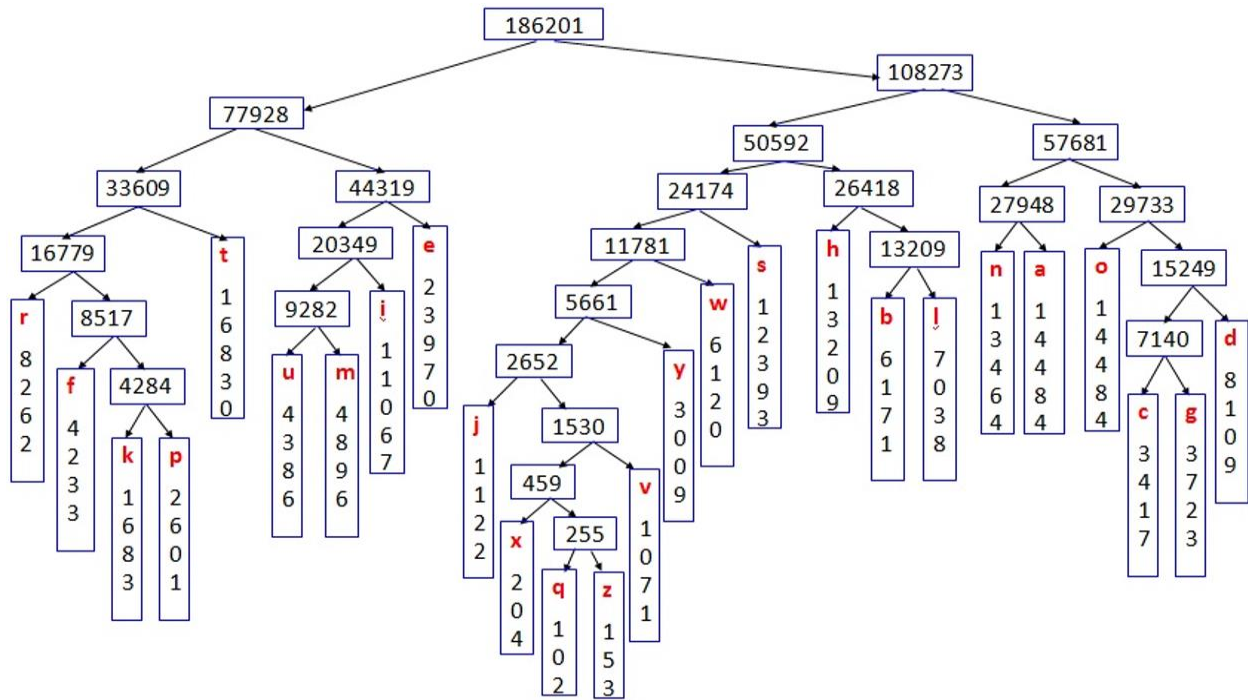 186201
108273
77928
50592
57681
33609
44319
24174
26418
27948
29733
16779
t 16830
20349
e 23970
11781
s 12393
h 13209
13209
n 13464
a 14484
o 14484
15249
r 8262
8517
9282
i 11067
5661
w 6120
b 6171
l 7038
7140
d 8109
f 4233
4284
u 4386
m 4896
2652
y 3009
c 3417
g 3723
k 1683
p 2601
j 1122
1530
459
v 1071
x 204
255
q 102
z 153